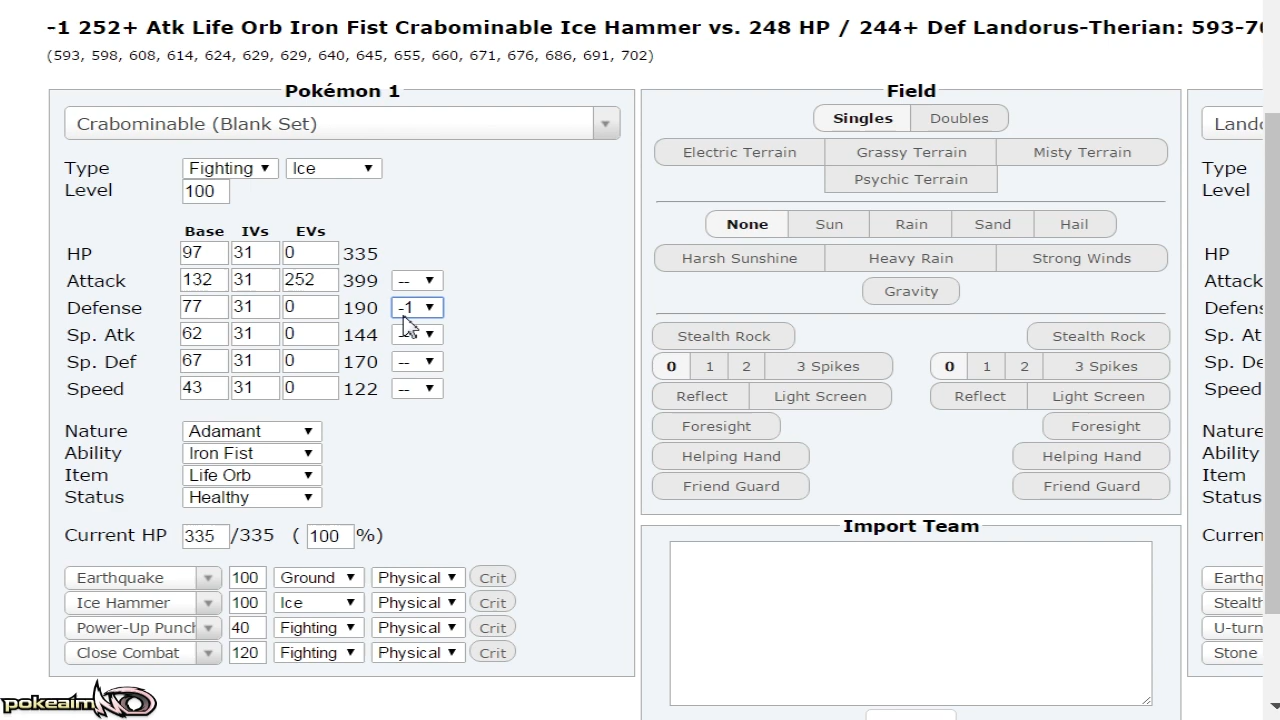 -1 252+ Atk Life Orb Iron Fist Crabominable Ice Hammer vs. 248 HP / 244+ Def Landorus-Therian: 593-70
(593, 598, 608, 614, 624, 629, 629, 640, 645, 655, 660, 671, 676, 686, 691, 702)
Pokémon 1
Crabominable (Blank Set)
Type Fighting Ice
Level 100
Base IVs EVs
HP 97 31 0 335
Attack 132 31 252 399 --
Defense 77 31 0 190 -1
Sp. Atk 62 31 0 144 --
Sp. Def 67 31 0 170 --
Speed 43 31 0 122 --
Nature Adamant
Ability Iron Fist
Item Life Orb
Status Healthy
Current HP 335 /335 ( 100 %)
Earthquake 100 Ground Physical Crit
Ice Hammer 100 Ice Physical Crit
Power-Up Punch 40 Fighting Physical Crit
Close Combat 120 Fighting Physical Crit
Field
Singles Doubles
Electric Terrain Grassy Terrain Misty Terrain
Psychic Terrain
None Sun Rain Sand Hail
Harsh Sunshine Heavy Rain Strong Winds
Gravity
Stealth Rock Stealth Rock
0 1 2 3 Spikes 0 1 2 3 Spikes
Reflect Light Screen Reflect Light Screen
Foresight Foresight
Helping Hand Helping Hand
Friend Guard Friend Guard
Import Team
Land
Type
Level
HP
Attack
Defens
Sp. At
Sp. De
Speed
Nature
Ability
Item
Status
Curren
Earthq
Stealth
U-turn
Stone
pokeaimMD